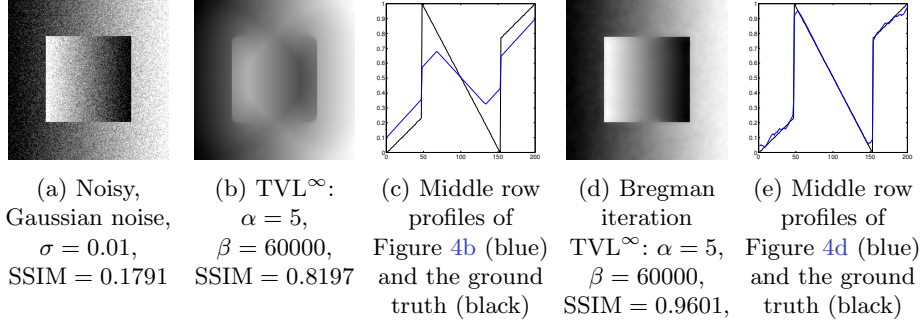 1
0.9
0.8
0.7
0.6
0.5
0.4
0.3
0.2
0.1
0
0 50 100 150 200
1
0.9
0.8
0.7
0.6
0.5
0.4
0.3
0.2
0.1
0
0 50 100 150 200
(a) Noisy,
Gaussian noise,
σ = 0.01,
SSIM = 0.1791
(b) TVL∞:
α = 5,
β = 60000,
SSIM = 0.8197
(c) Middle row
profiles of
Figure 4b (blue)
and the ground
truth (black)
(d) Bregman
iteration
TVL∞: α = 5,
β = 60000,
SSIM = 0.9601,
(e) Middle row
profiles of
Figure 4d (blue)
and the ground
truth (black)